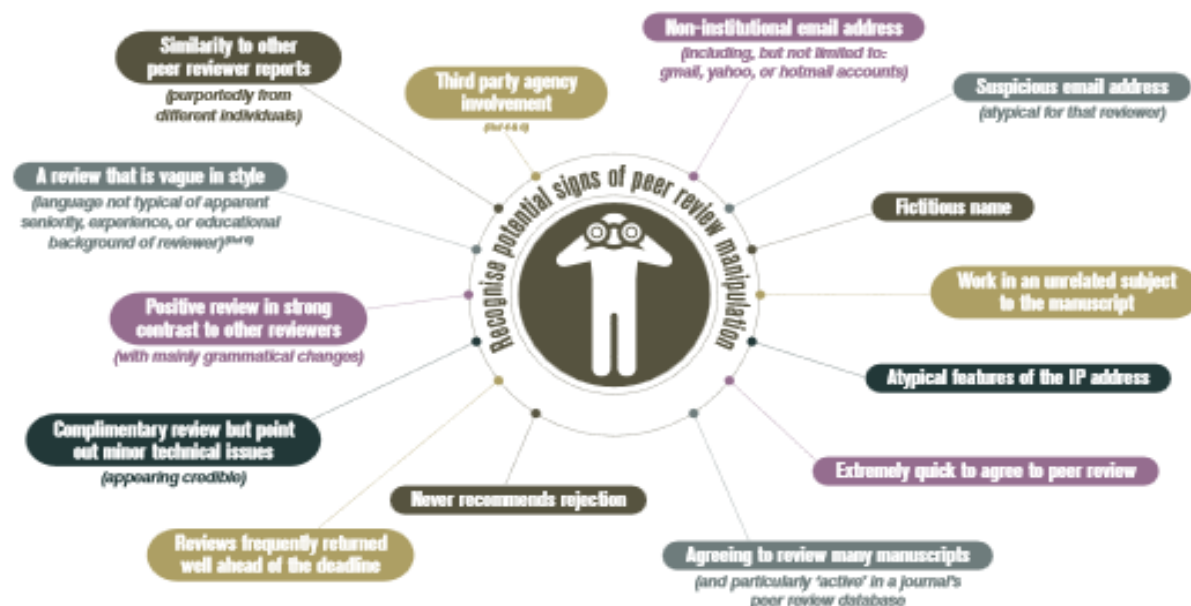 Recognise potential signs of peer review manipulation
Similarity to other
peer reviewer reports
(purportedly from
different individuals)
Third party agency
involvement
Non-institutional email address
(including, but not limited to:
gmail, yahoo, or hotmail accounts)
Suspicious email address
(atypical for that reviewer)
A review that is vague in style
(language not typical of apparent
seniority, experience, or educational
background of reviewer)
Fictitious name
Positive review in strong
contrast to other reviewers
(with mainly grammatical changes)
Work in an unrelated subject
to the manuscript
Atypical features of the IP address
Complimentary review but point
out minor technical issues
(appearing credible)
Extremely quick to agree to peer review
Never recommends rejection
Reviews frequently returned
well ahead of the deadline
Agreeing to review many manuscripts
(and particularly ‘active’ in a journal’s
peer review database